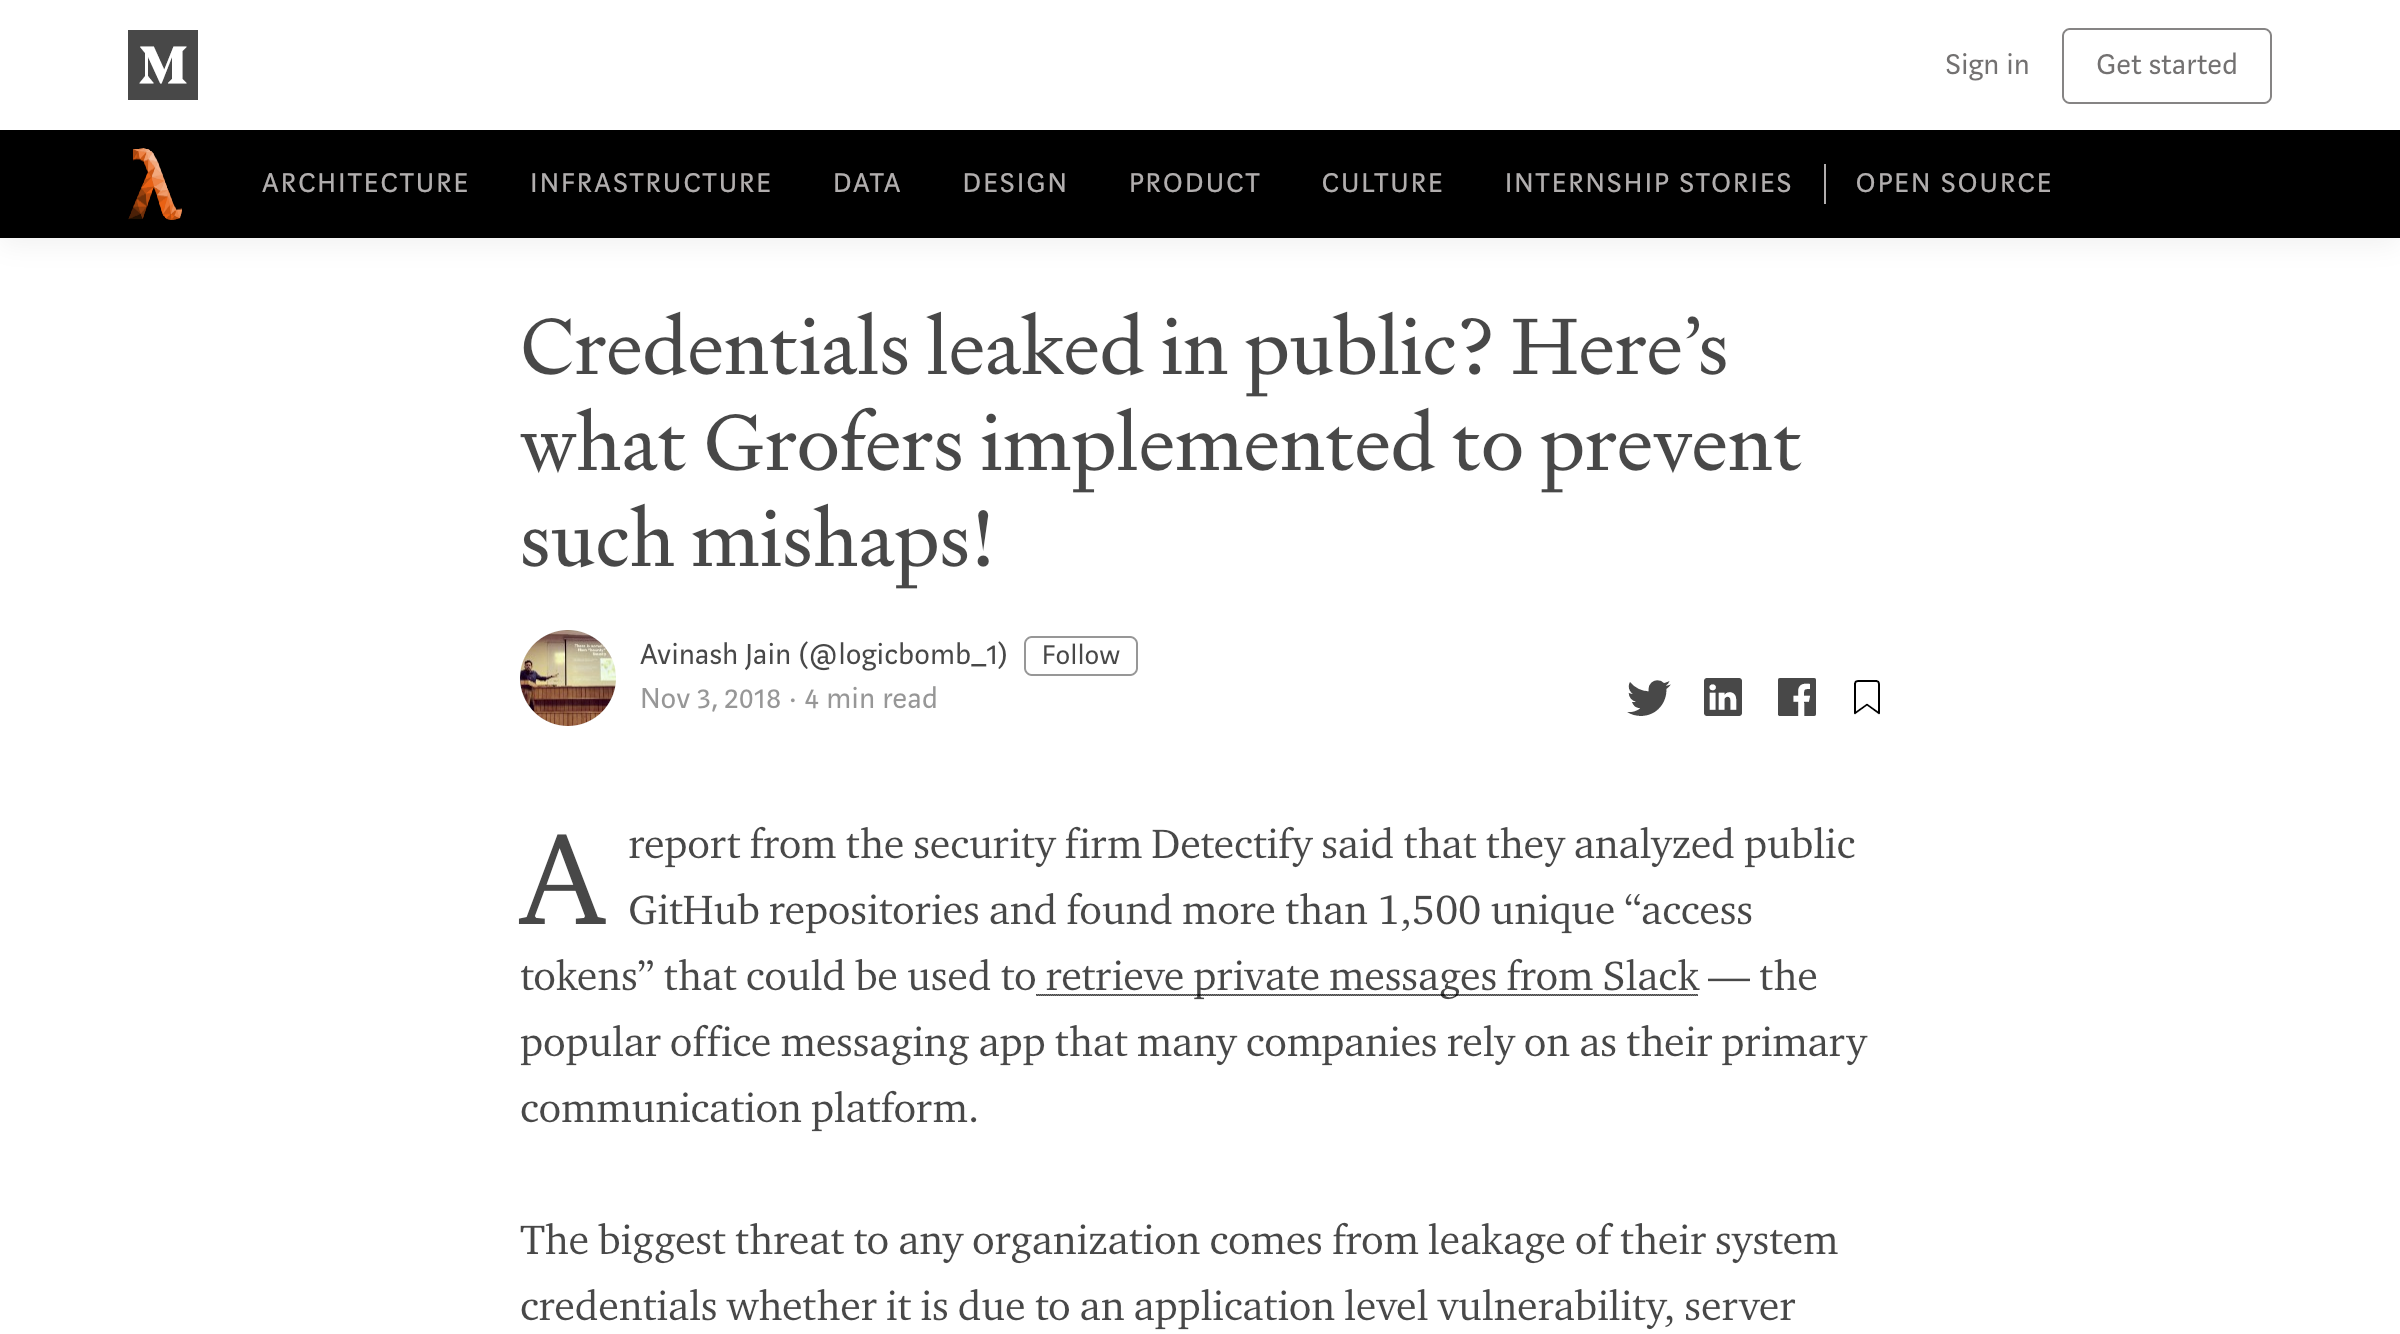 M
Sign in
Get started
λ
ARCHITECTURE
INFRASTRUCTURE
DATA
DESIGN
PRODUCT
CULTURE
INTERNSHIP STORIES
OPEN SOURCE
Credentials leaked in public? Here’s
what Grofers implemented to prevent
such mishaps!
Avinash Jain (@logicbomb_1)
Follow
Nov 3, 2018 · 4 min read
A report from the security firm Detectify said that they analyzed public
GitHub repositories and found more than 1,500 unique “access
tokens” that could be used to retrieve private messages from Slack — the
popular office messaging app that many companies rely on as their primary
communication platform.
The biggest threat to any organization comes from leakage of their system
credentials whether it is due to an application level vulnerability, server